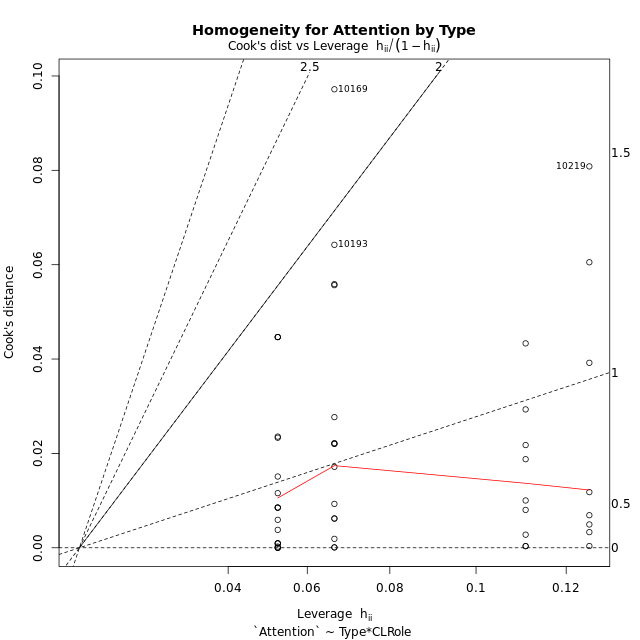 Homogeneity for Attention by Type
Cook's dist vs Leverage hii/(1 − hii)
2.5
2
10169
1.5
10219
10193
1
0.5
0
Cook's distance
0.10
0.08
0.06
0.04
0.02
0.00
0.04 0.06 0.08 0.1 0.12
Leverage hii
`Attention` ~ Type*CLRole